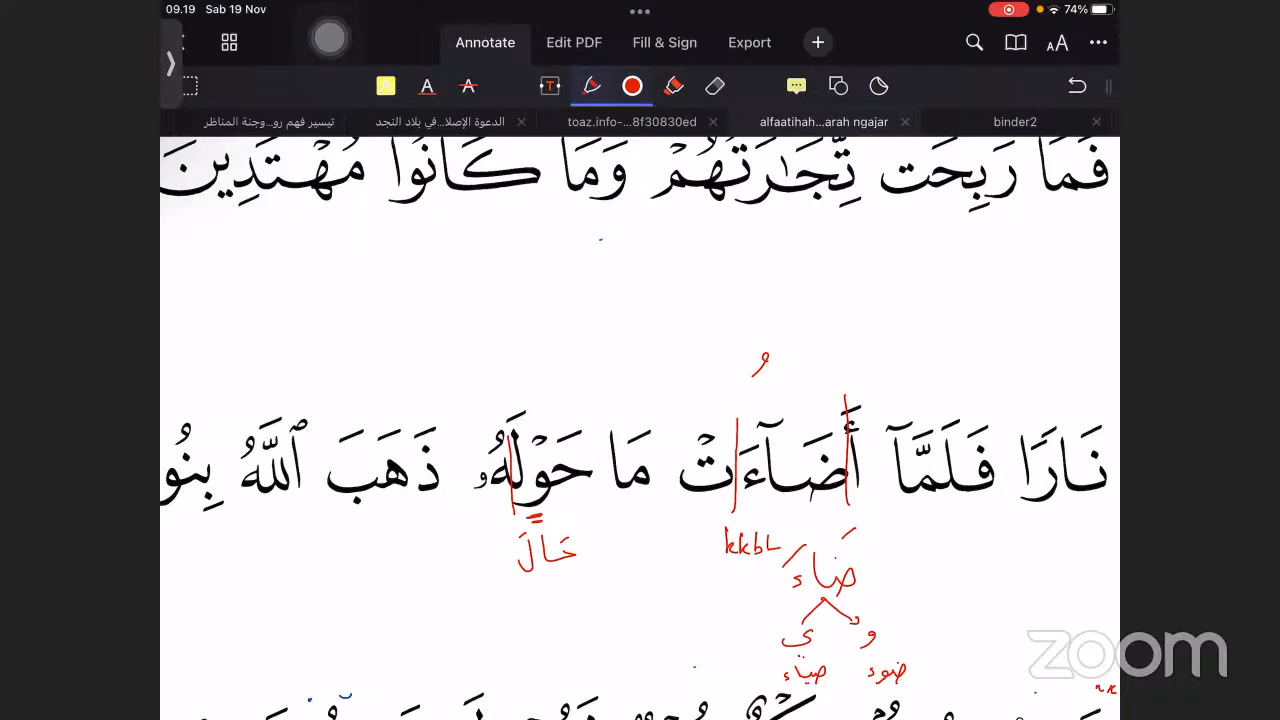 09.19 Sab 19 Nov
74%
Annotate Edit PDF Fill & Sign Export
تيسير فهم رو...وجنة المناظر
الدعوة الإصلا...في بلاد النجد
toaz.info-...8f30830ed
alfaatihah...arah ngajar
binder2
فَمَا رَبِحَت تِّجَٰرَتُهُمْ وَمَا كَانُوا۟ مُهْتَدِينَ
نَارًا فَلَمَّآ أَضَآءَتْ مَا حَوْلَهُۥ ذَهَبَ ٱللَّهُ بِنُو
kkbL
حَالَ
ضَاءَ
و ي
ضوء ضياء
zoom